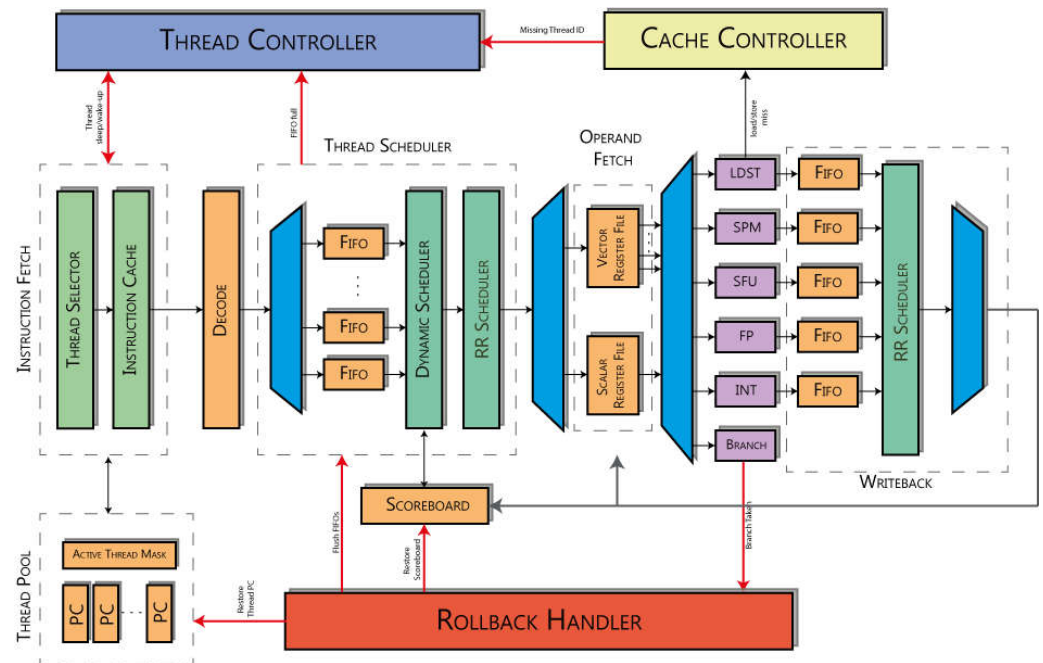 THREAD CONTROLLER
Missing Thread ID
CACHE CONTROLLER
Thread
sleep/wake-up
FIFO full
load/store
miss
THREAD SCHEDULER
OPERAND
FETCH
INSTRUCTION FETCH
THREAD SELECTOR
INSTRUCTION CACHE
DECODE
FIFO
FIFO
FIFO
DYNAMIC SCHEDULER
RR SCHEDULER
VECTOR
REGISTER FILE
SCALAR
REGISTER FILE
LDST
SPM
SFU
FP
INT
BRANCH
FIFO
FIFO
FIFO
FIFO
FIFO
RR SCHEDULER
WRITEBACK
SCOREBOARD
Flush FIFOs
Restore
Scoreboard
Branch Taken
THREAD POOL
ACTIVE THREAD MASK
PC
PC
PC
Restore
Thread PC
ROLLBACK HANDLER